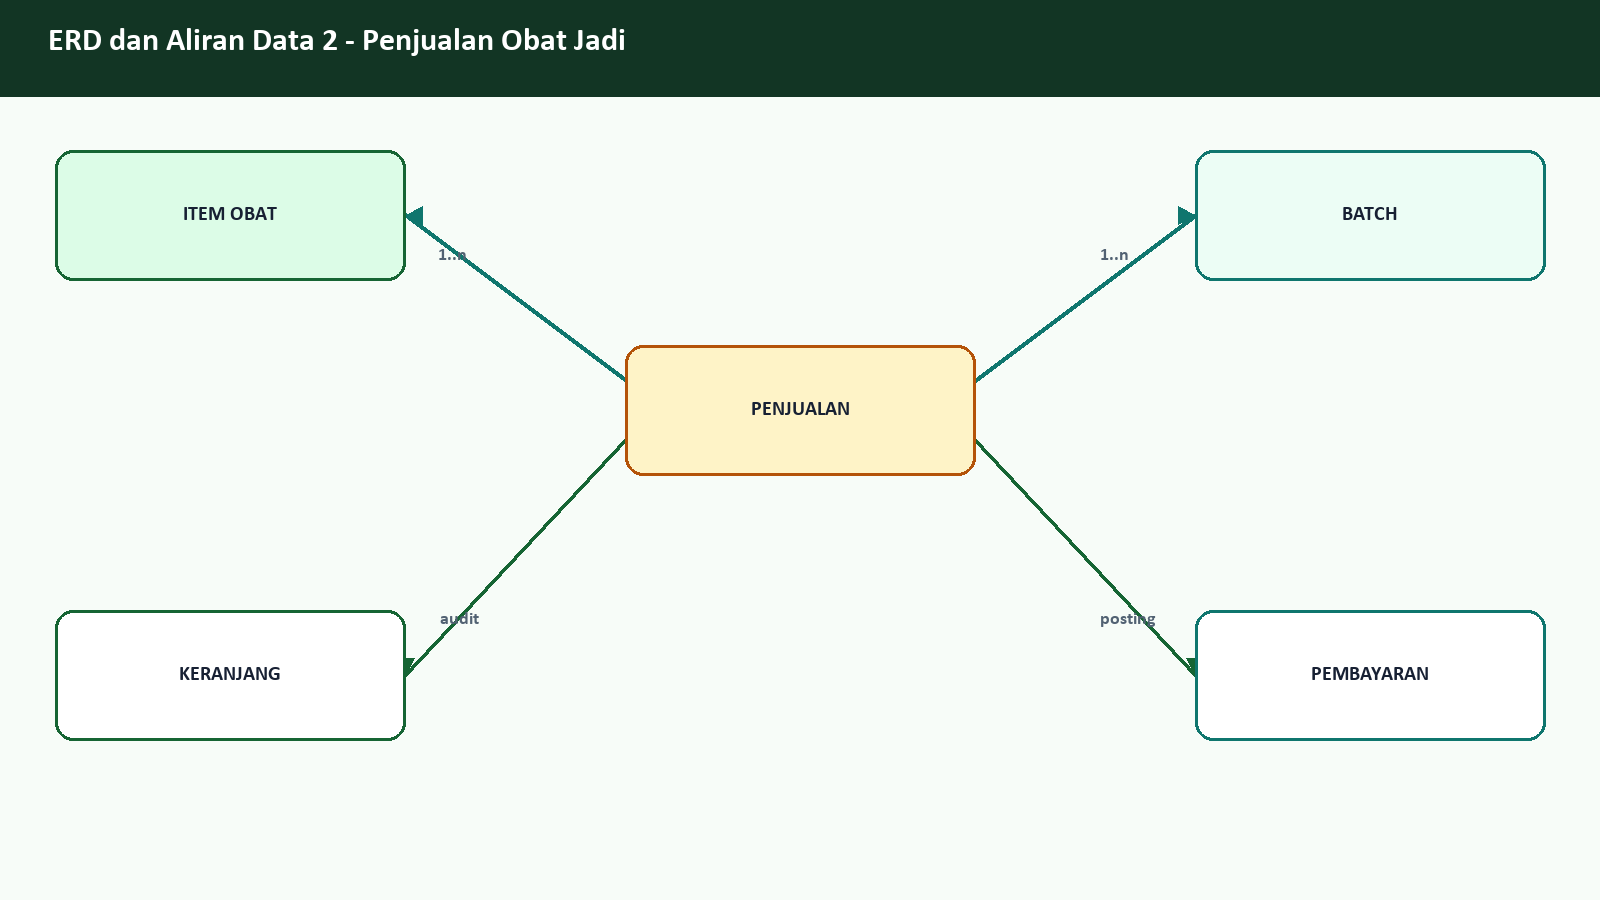 ERD dan Aliran Data 2 - Penjualan Obat Jadi
ITEM OBAT
BATCH
1..n
1..n
PENJUALAN
audit
posting
KERANJANG
PEMBAYARAN